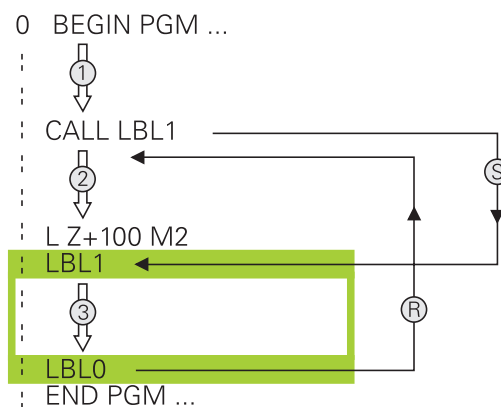 0 BEGIN PGM ...
1
CALL LBL1
S
2
L Z+100 M2
LBL1
3
R
LBL0
END PGM ...